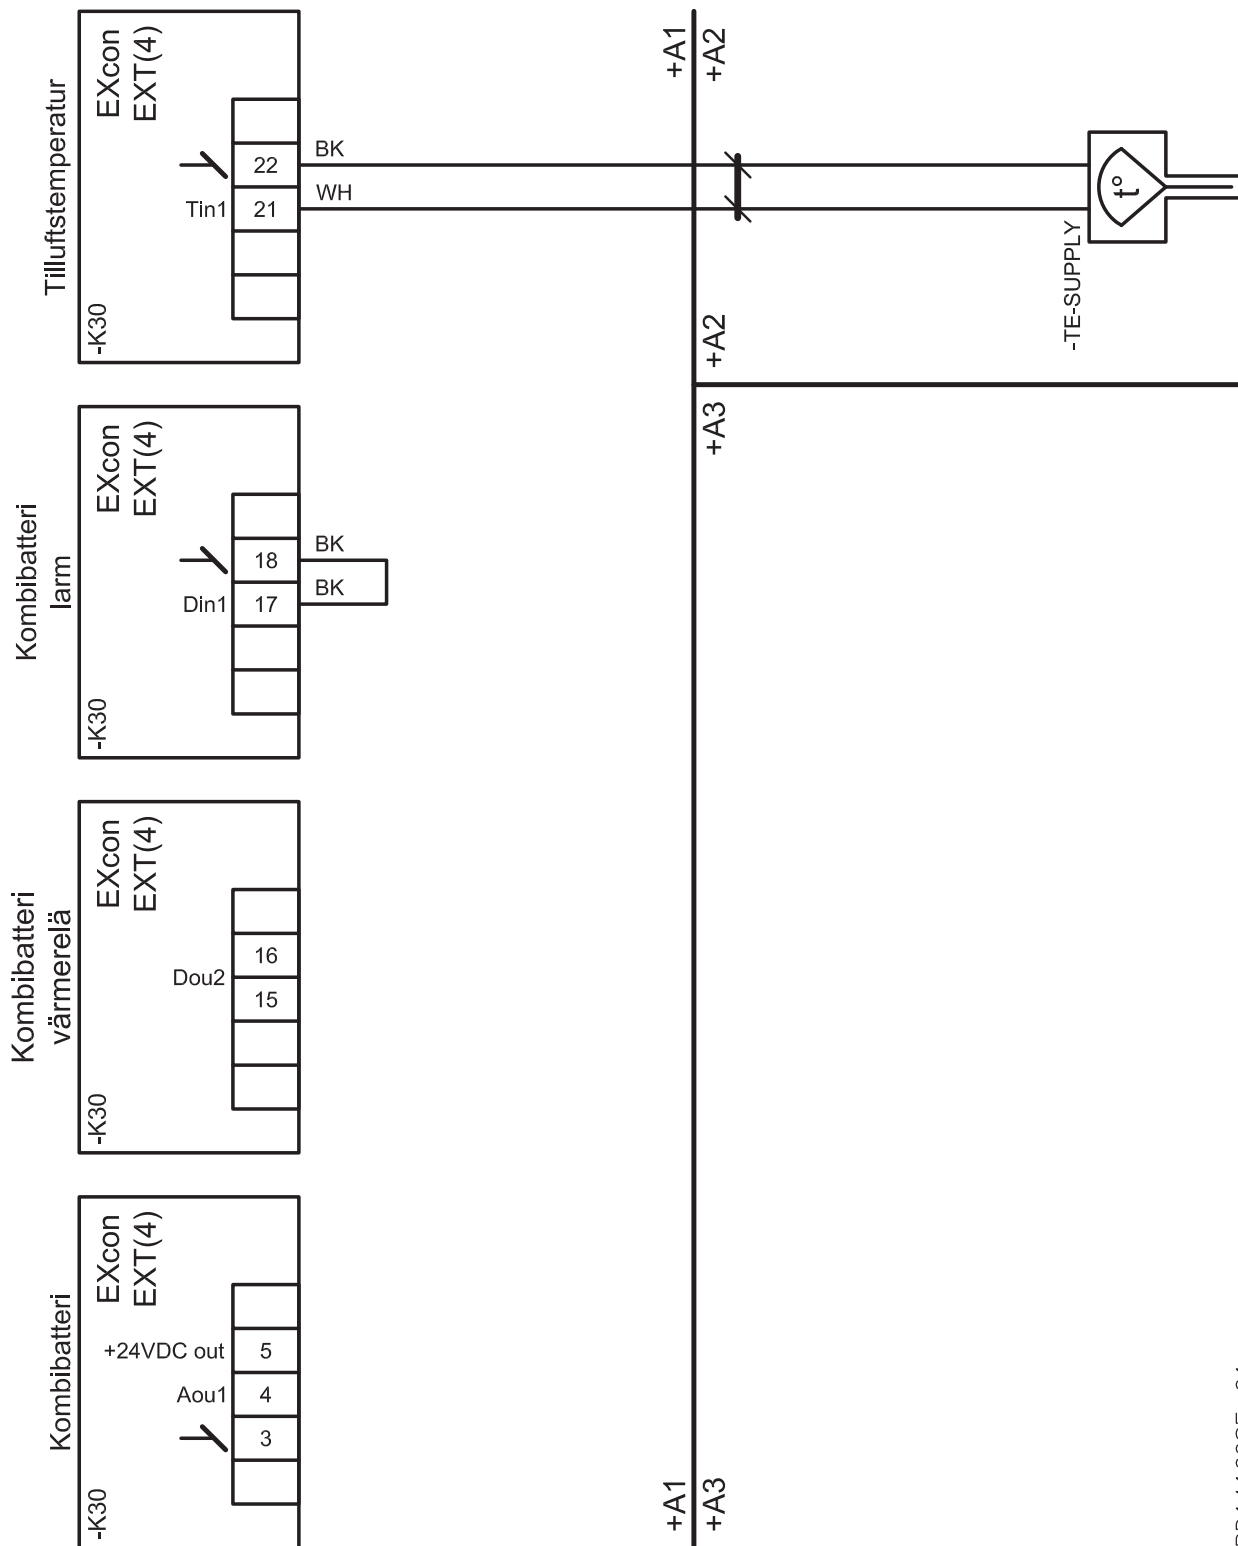 Tilluftstemperatur
EXcon
EXT(4)
22
Tin1
21
-K30
BK
WH
+A1
+A2
t°
-TE-SUPPLY
+A2
+A3
Kombibatteri
larm
EXcon
EXT(4)
18
Din1
17
-K30
BK
BK
Kombibatteri
värmerelä
EXcon
EXT(4)
16
Dou2
15
-K30
Kombibatteri
EXcon
EXT(4)
+24VDC out
5
Aou1
4
3
-K30
+A1
+A3